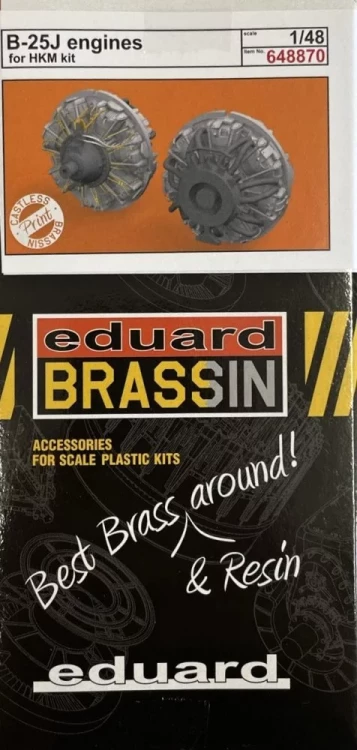 B-25J engines
for HKM kit
scale
1/48
Item No.
648870
CASTLESS
Print
BRASSIN
eduard
BRASSIN
ACCESSORIES
FOR SCALE PLASTIC KITS
Best Brass around!
& Resin
eduard